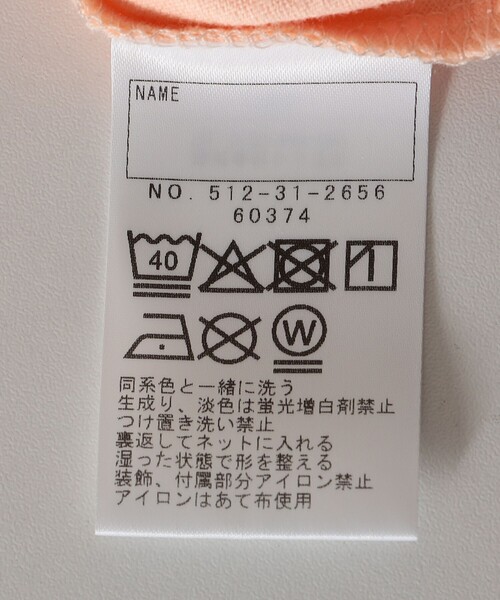 NAME
NO. 512-31-2656
60374
40
W
同系色と一緒に洗う
生成り、淡色は蛍光増白剤禁止
つけ置き洗い禁止
裏返してネットに入れる
湿った状態で形を整える
装飾、付属部分アイロン禁止
アイロンはあて布使用